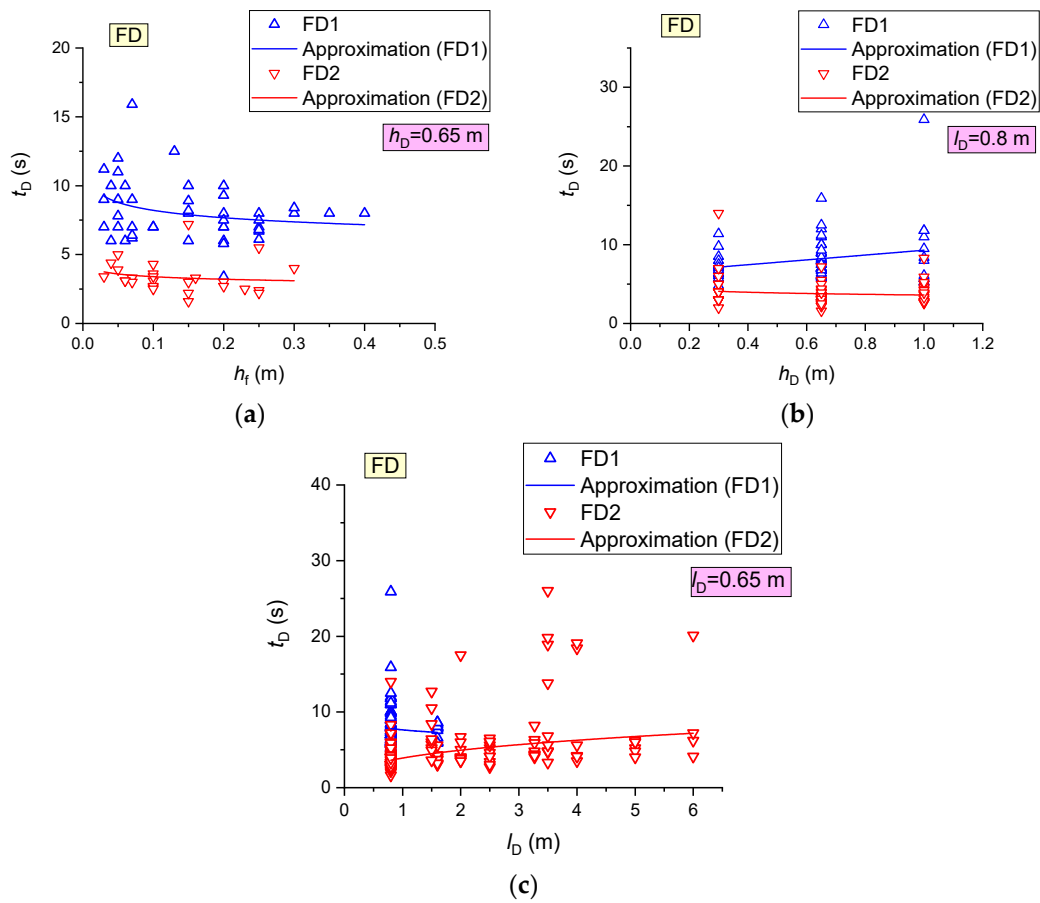 FD
FD1
Approximation (FD1)
FD2
Approximation (FD2)
hD=0.65 m
20
15
10
5
0
tD (s)
0.0 0.1 0.2 0.3 0.4 0.5
hf (m)
(a)
FD
FD1
Approximation (FD1)
FD2
Approximation (FD2)
lD=0.8 m
30
20
10
0
tD (s)
0.0 0.2 0.4 0.6 0.8 1.0 1.2
hD (m)
(b)
FD
FD1
Approximation (FD1)
FD2
Approximation (FD2)
lD=0.65 m
40
30
20
10
0
tD (s)
0 1 2 3 4 5 6
lD (m)
(c)